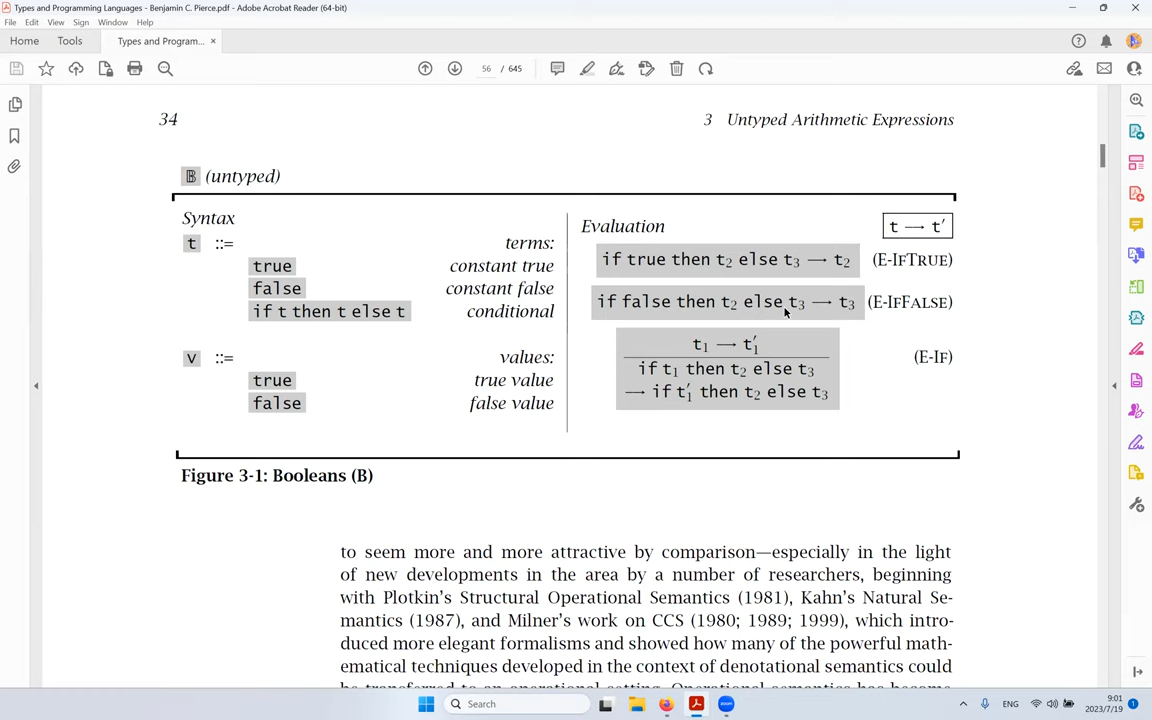 Types and Programming Languages - Benjamin C. Pierce.pdf - Adobe Acrobat Reader (64-bit)
File Edit View Sign Window Help
Home Tools Types and Program... ×
56 / 645
34 3 Untyped Arithmetic Expressions
𝔹 (untyped)
Syntax
t ::= terms:
true constant true
false constant false
if t then t else t conditional
v ::= values:
true true value
false false value
Evaluation t ⟶ t′
if true then t₂ else t₃ ⟶ t₂ (E-IfTrue)
if false then t₂ else t₃ ⟶ t₃ (E-IfFalse)
t₁ ⟶ t₁′ (E-If)
if t₁ then t₂ else t₃
⟶ if t₁′ then t₂ else t₃
Figure 3-1: Booleans (B)
to seem more and more attractive by comparison—especially in the light
of new developments in the area by a number of researchers, beginning
with Plotkin's Structural Operational Semantics (1981), Kahn's Natural Se-
mantics (1987), and Milner's work on CCS (1980; 1989; 1999), which intro-
duced more elegant formalisms and showed how many of the powerful math-
ematical techniques developed in the context of denotational semantics could
Search
ENG
9:01
2023/7/19